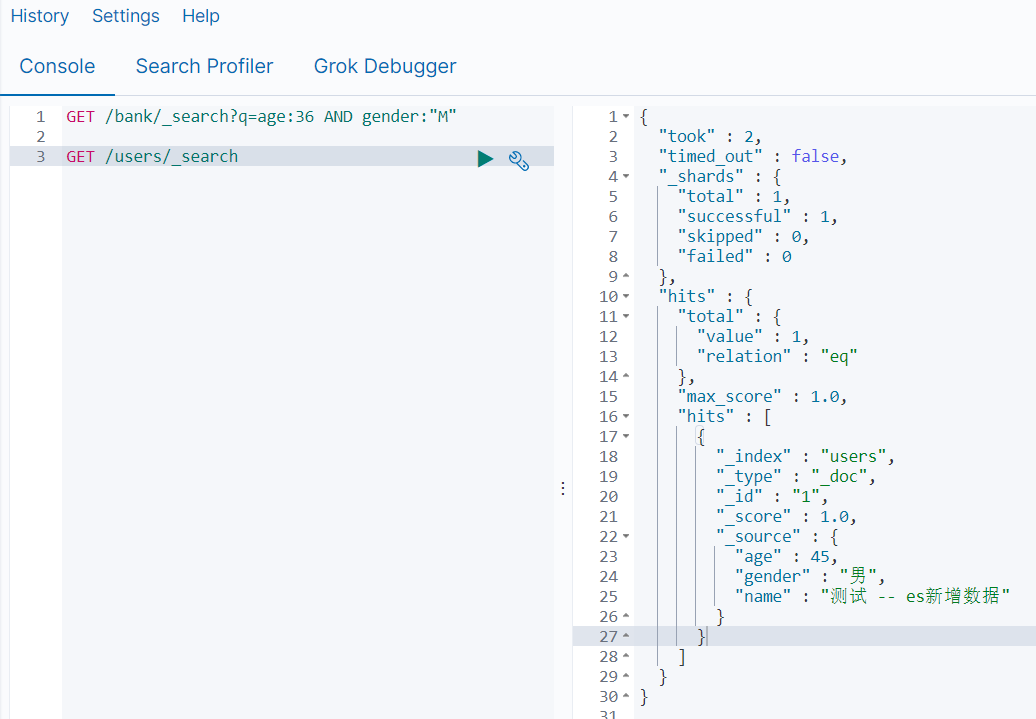 History Settings Help
Console Search Profiler Grok Debugger
1 GET /bank/_search?q=age:36 AND gender:"M"
2
3 GET /users/_search
1 {
2 "took" : 2,
3 "timed_out" : false,
4 "_shards" : {
5 "total" : 1,
6 "successful" : 1,
7 "skipped" : 0,
8 "failed" : 0
9 },
10 "hits" : {
11 "total" : {
12 "value" : 1,
13 "relation" : "eq"
14 },
15 "max_score" : 1.0,
16 "hits" : [
17 {
18 "_index" : "users",
19 "_type" : "_doc",
20 "_id" : "1",
21 "_score" : 1.0,
22 "_source" : {
23 "age" : 45,
24 "gender" : "男",
25 "name" : "测试 -- es新增数据"
26 }
27 }
28 ]
29 }
30 }
31